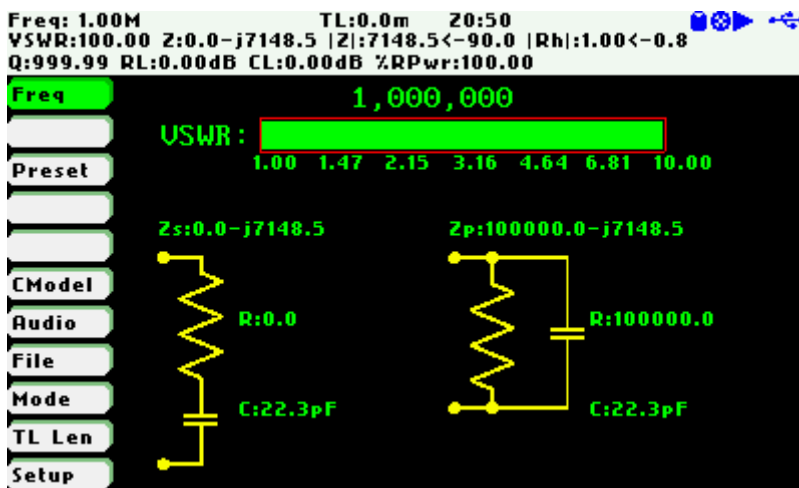 Freq: 1.00M TL:0.0m 20:50
VSWR:100.00 Z:0.0-j7148.5 |Z|:7148.5<-90.0 |Rh|:1.00<-0.8
Q:999.99 RL:0.00dB CL:0.00dB %RPwr:100.00
Freq
1,000,000
VSWR:
1.00 1.47 2.15 3.16 4.64 6.81 10.00
Preset
Zs:0.0-j7148.5
Zp:100000.0-j7148.5
CModel
Audio
R:0.0
R:100000.0
File
Mode
C:22.3pF
C:22.3pF
TL Len
Setup